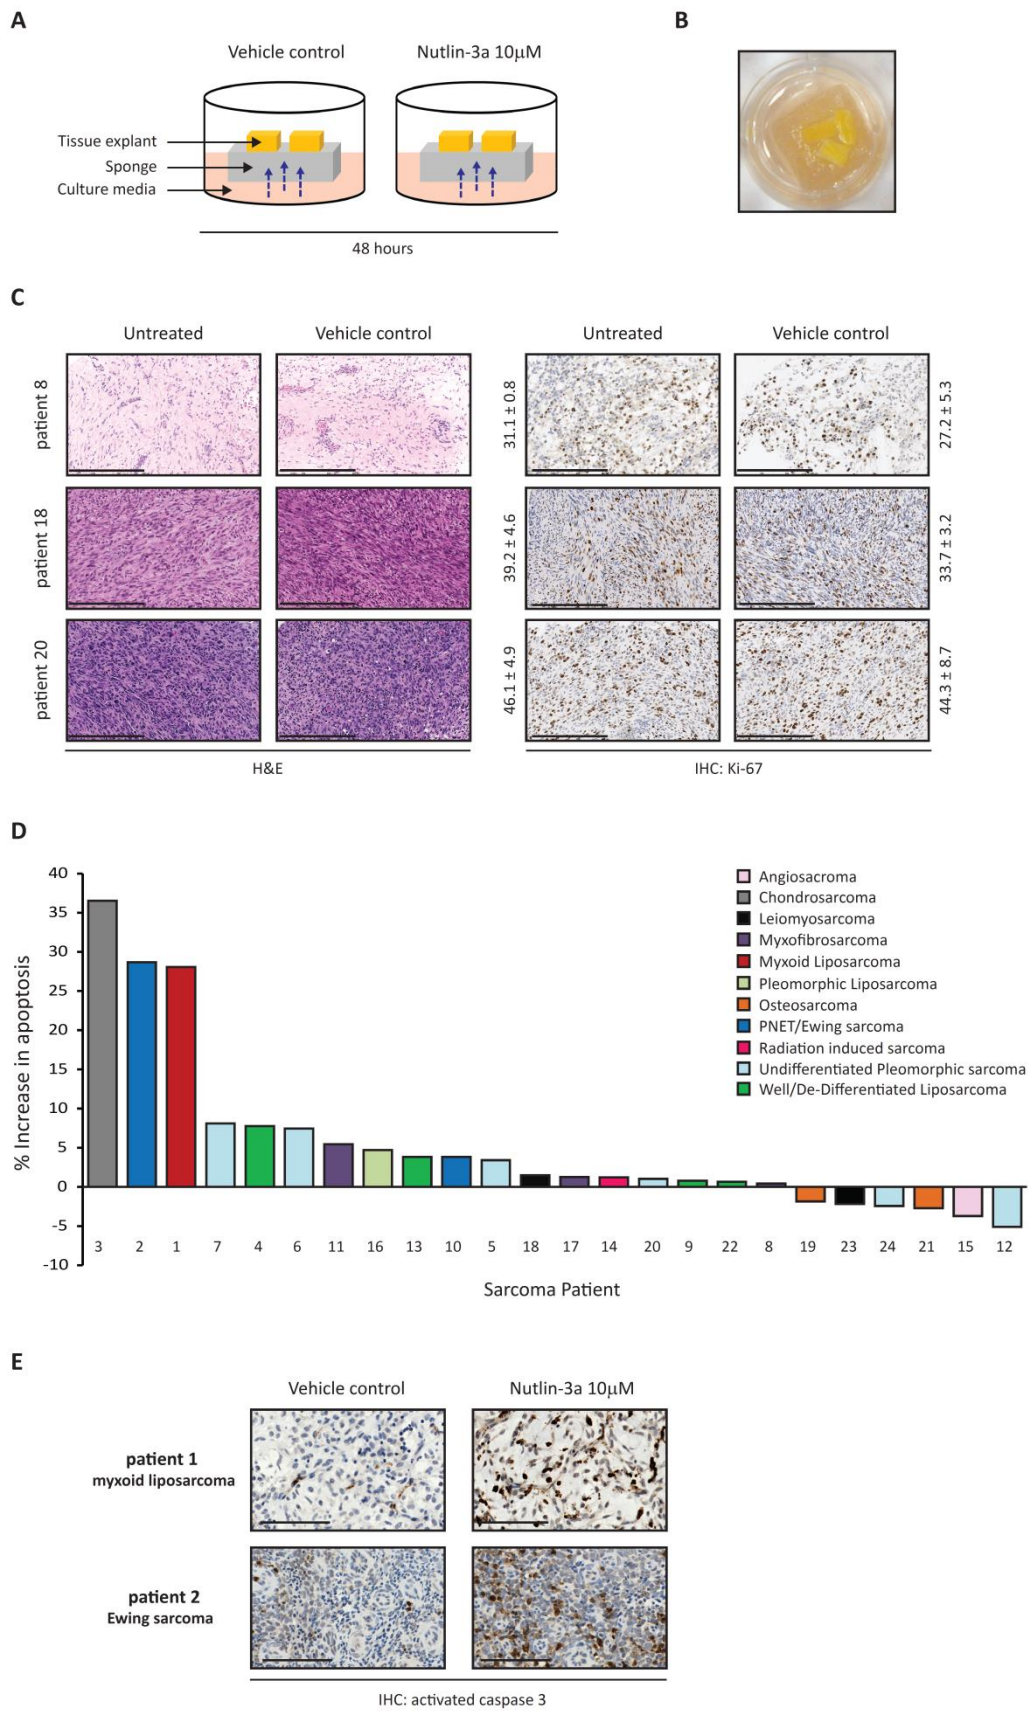 A
Vehicle control
Nutlin-3a 10μM
Tissue explant
Sponge
Culture media
48 hours
B
C
Untreated
Vehicle control
Untreated
Vehicle control
patient 8
31.1 ± 0.8
27.2 ± 5.3
patient 18
39.2 ± 4.6
33.7 ± 3.2
patient 20
46.1 ± 4.9
44.3 ± 8.7
H&E
IHC: Ki-67
D
% Increase in apoptosis
40
35
30
25
20
15
10
5
0
-5
-10
Angiosacroma
Chondrosarcoma
Leiomyosarcoma
Myxofibrosarcoma
Myxoid Liposarcoma
Pleomorphic Liposarcoma
Osteosarcoma
PNET/Ewing sarcoma
Radiation induced sarcoma
Undifferentiated Pleomorphic sarcoma
Well/De-Differentiated Liposarcoma
3 2 1 7 4 6 11 16 13 10 5 18 17 14 20 9 22 8 19 23 24 21 15 12
Sarcoma Patient
E
Vehicle control
Nutlin-3a 10μM
patient 1
myxoid liposarcoma
patient 2
Ewing sarcoma
IHC: activated caspase 3